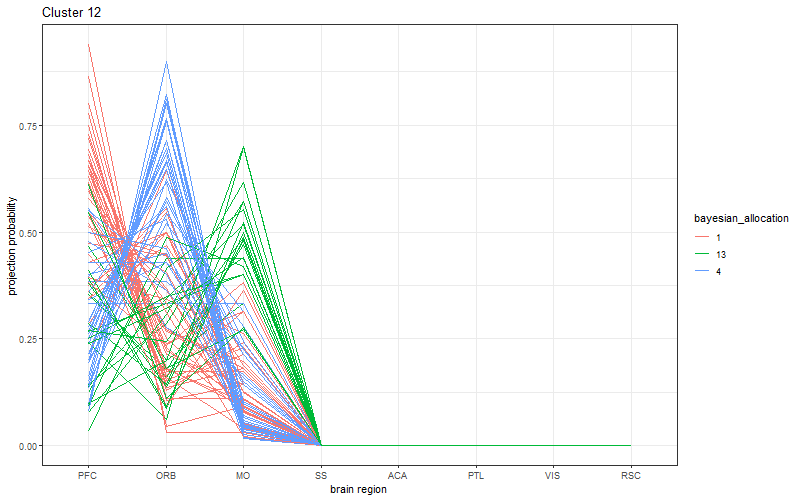 Cluster 12
projection probability
0.75
0.50
0.25
0.00
PFC ORB MO SS ACA PTL VIS RSC
brain region
bayesian_allocation
1
13
4